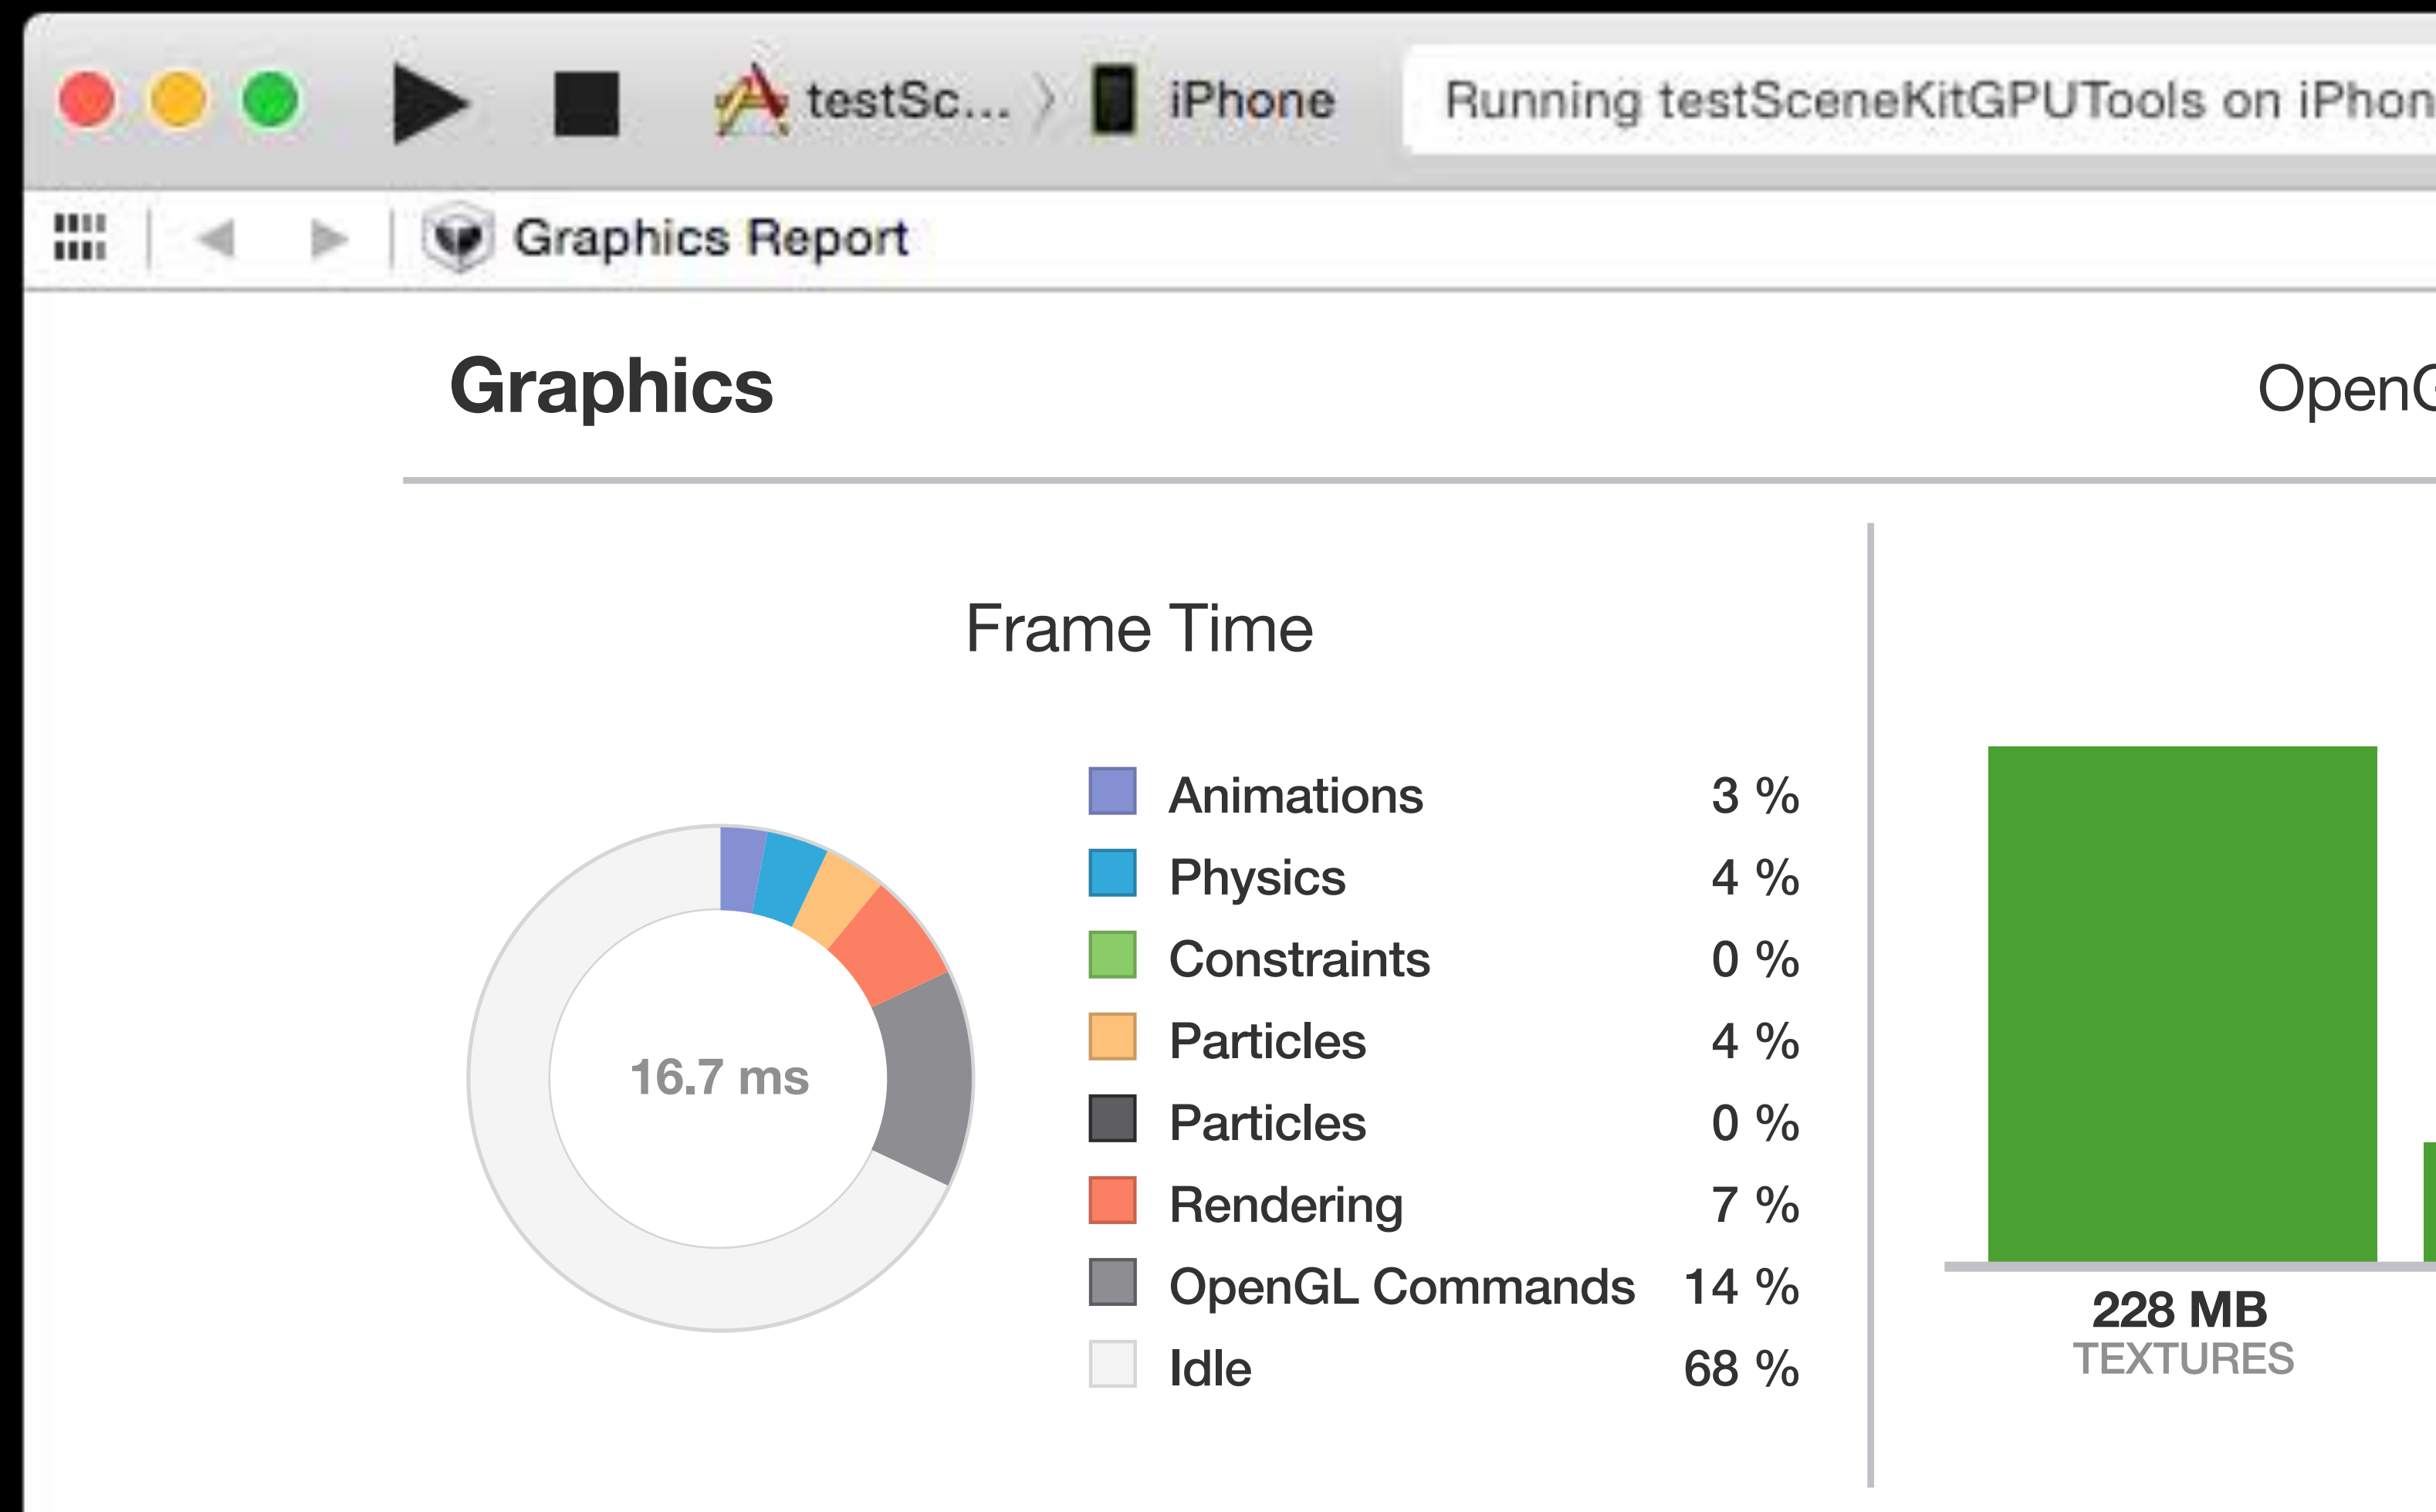 testSc... iPhone Running testSceneKitGPUTools on iPhon
Graphics Report
Graphics OpenG
Frame Time
Animations 3 %
Physics 4 %
Constraints 0 %
Particles 4 %
Particles 0 %
Rendering 7 %
OpenGL Commands 14 %
Idle 68 %
16.7 ms
228 MB
TEXTURES